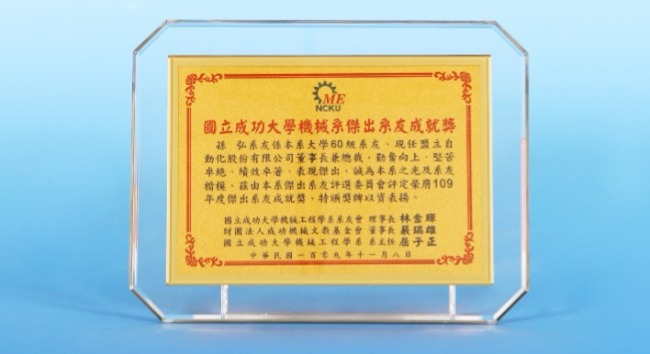 ME
NCKU
國立成功大學機械系傑出系友成就獎
孫 弘系友係本系大學60級系友，現任盟立自
動化股份有限公司董事長兼總裁，勤奮向上，堅苦
卓絕，績效卓著，表現傑出，誠為本系之光及系友
楷模。茲由本系傑出系友評選委員會評定榮膺109
年度傑出系友成就獎，特頒獎牌以資表揚。
國立成功大學機械工程學系系友會 理事長 林金輝
財團法人成功機械文教基金會 董事長 嚴瑞雄
國立成功大學機械工程學系 系主任 屈子正
中華民國一百零九年十一月八日